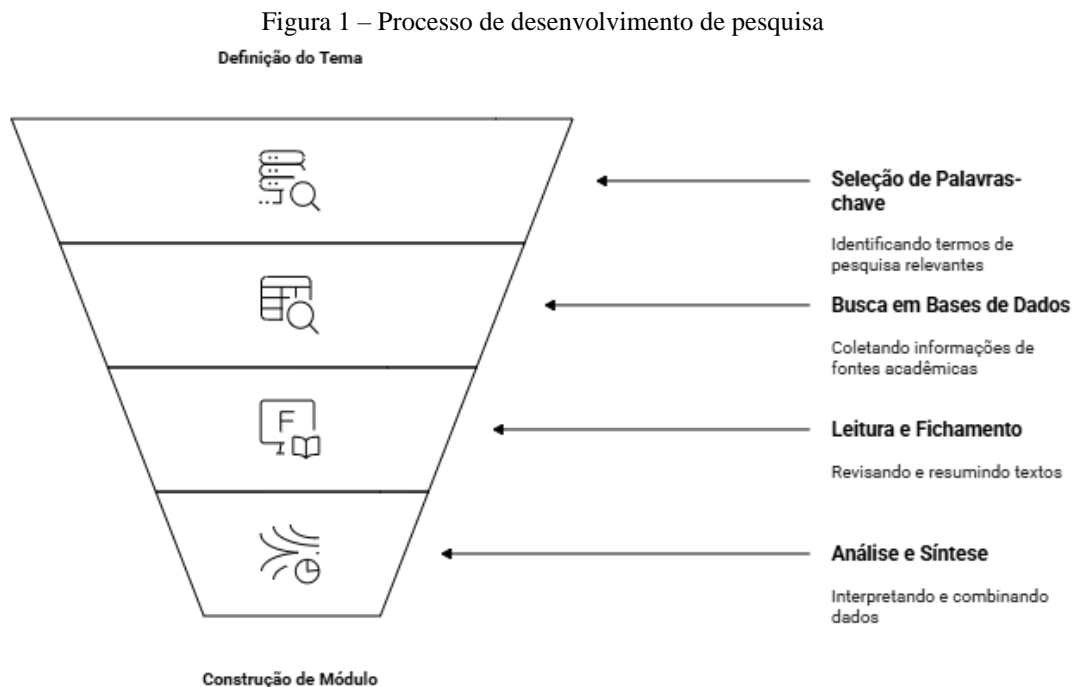 Figura 1 – Processo de desenvolvimento de pesquisa
Definição do Tema
Seleção de Palavras-
chave
Identificando termos de
pesquisa relevantes
Busca em Bases de Dados
Coletando informações de
fontes acadêmicas
F
Leitura e Fichamento
Revisando e resumindo textos
Análise e Síntese
Interpretando e combinando
dados
Construção de Módulo